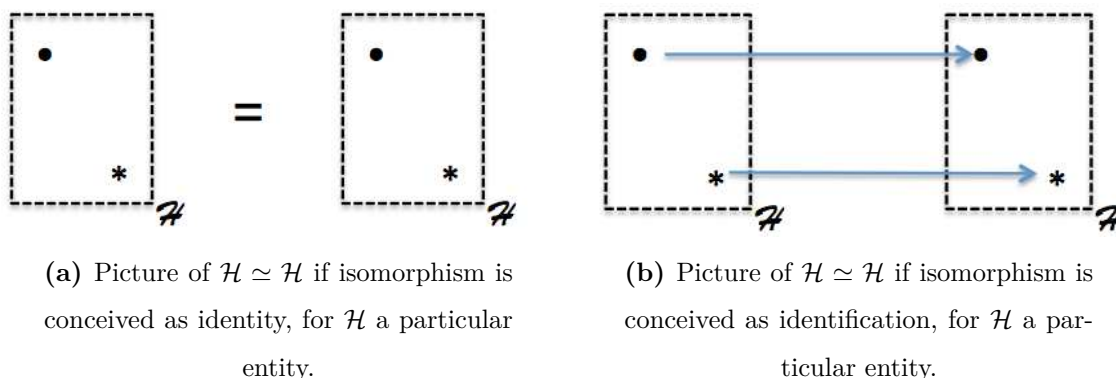 ● = ● ● ●
* * * *
ℋ ℋ ℋ ℋ
(a) Picture of ℋ ≃ ℋ if isomorphism is
conceived as identity, for ℋ a particular
entity.
(b) Picture of ℋ ≃ ℋ if isomorphism is
conceived as identification, for ℋ a par-
ticular entity.